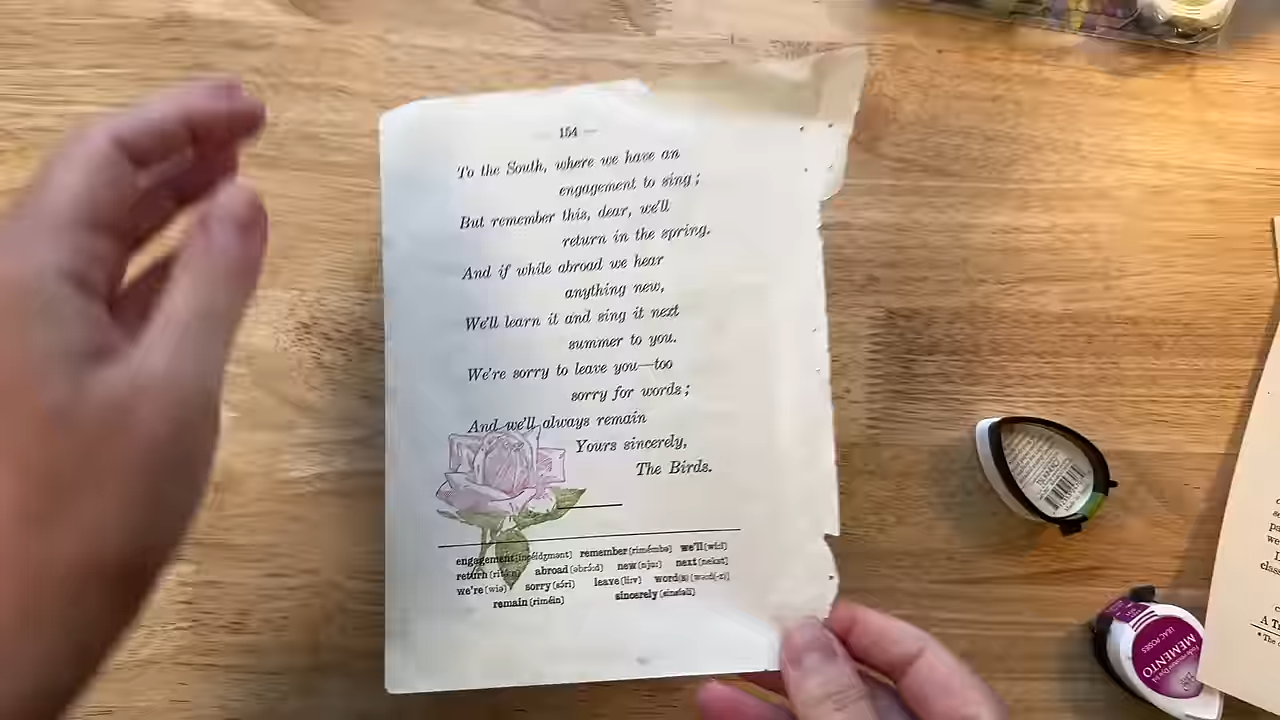 154 —
To the South, where we have an
engagement to sing;
But remember this, dear, we'll
return in the spring.
And if while abroad we hear
anything new,
We'll learn it and sing it next
summer to you.
We're sorry to leave you—too
sorry for words;
And we'll always remain
Yours sincerely,
The Birds.
engagement remember we'll
return abroad new next
we're sorry leave word(s)
remain sincerely
MEMENTO
LILAC POSIES
A